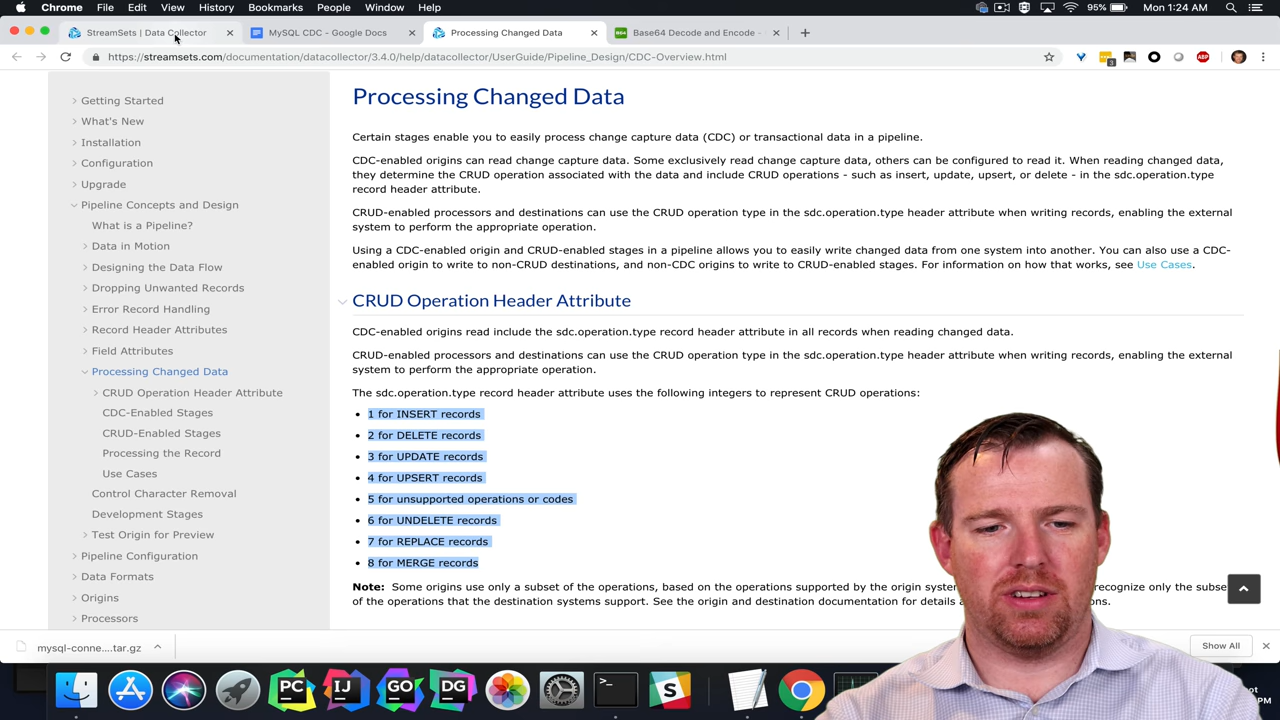 Chrome File Edit View History Bookmarks People Window Help 95% Mon 1:24 AM
StreamSets | Data Collector
MySQL CDC - Google Docs
Processing Changed Data
Base64 Decode and Encode -
https://streamsets.com/documentation/datacollector/3.4.0/help/datacollector/UserGuide/Pipeline_Design/CDC-Overview.html
3
ABP
Getting Started
What's New
Installation
Configuration
Upgrade
Pipeline Concepts and Design
What is a Pipeline?
Data in Motion
Designing the Data Flow
Dropping Unwanted Records
Error Record Handling
Record Header Attributes
Field Attributes
Processing Changed Data
CRUD Operation Header Attribute
CDC-Enabled Stages
CRUD-Enabled Stages
Processing the Record
Use Cases
Control Character Removal
Development Stages
Test Origin for Preview
Pipeline Configuration
Data Formats
Origins
Processors
Processing Changed Data
Certain stages enable you to easily process change capture data (CDC) or transactional data in a pipeline.
CDC-enabled origins can read change capture data. Some exclusively read change capture data, others can be configured to read it. When reading changed data,
they determine the CRUD operation associated with the data and include CRUD operations - such as insert, update, upsert, or delete - in the sdc.operation.type
record header attribute.
CRUD-enabled processors and destinations can use the CRUD operation type in the sdc.operation.type header attribute when writing records, enabling the external
system to perform the appropriate operation.
Using a CDC-enabled origin and CRUD-enabled stages in a pipeline allows you to easily write changed data from one system into another. You can also use a CDC-
enabled origin to write to non-CRUD destinations, and non-CDC origins to write to CRUD-enabled stages. For information on how that works, see Use Cases.
CRUD Operation Header Attribute
CDC-enabled origins read include the sdc.operation.type record header attribute in all records when reading changed data.
CRUD-enabled processors and destinations can use the CRUD operation type in the sdc.operation.type header attribute when writing records, enabling the external
system to perform the appropriate operation.
The sdc.operation.type record header attribute uses the following integers to represent CRUD operations:
• 1 for INSERT records
• 2 for DELETE records
• 3 for UPDATE records
• 4 for UPSERT records
• 5 for unsupported operations or codes
• 6 for UNDELETE records
• 7 for REPLACE records
• 8 for MERGE records
Note: Some origins use only a subset of the operations, based on the operations supported by the origin recognize only the subse
of the operations that the destination systems support. See the origin and destination documentation for details
mysql-conne....tar.gz
Show All
PC IJ GO DG